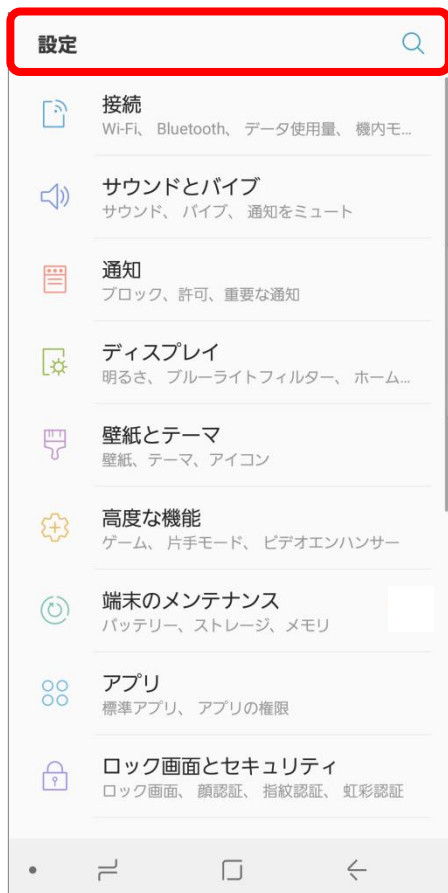 設定
接続
Wi-Fi、 Bluetooth、 データ使用量、 機内モ...
サウンドとバイブ
サウンド、 バイブ、 通知をミュート
通知
ブロック、許可、重要な通知
ディスプレイ
明るさ、 ブルーライトフィルター、 ホーム...
壁紙とテーマ
壁紙、テーマ、アイコン
高度な機能
ゲーム、 片手モード、 ビデオエンハンサー
端末のメンテナンス
バッテリー、ストレージ、メモリ
アプリ
標準アプリ、 アプリの権限
ロック画面とセキュリティ
ロック画面、 顔認証、 指紋認証、 虹彩認証